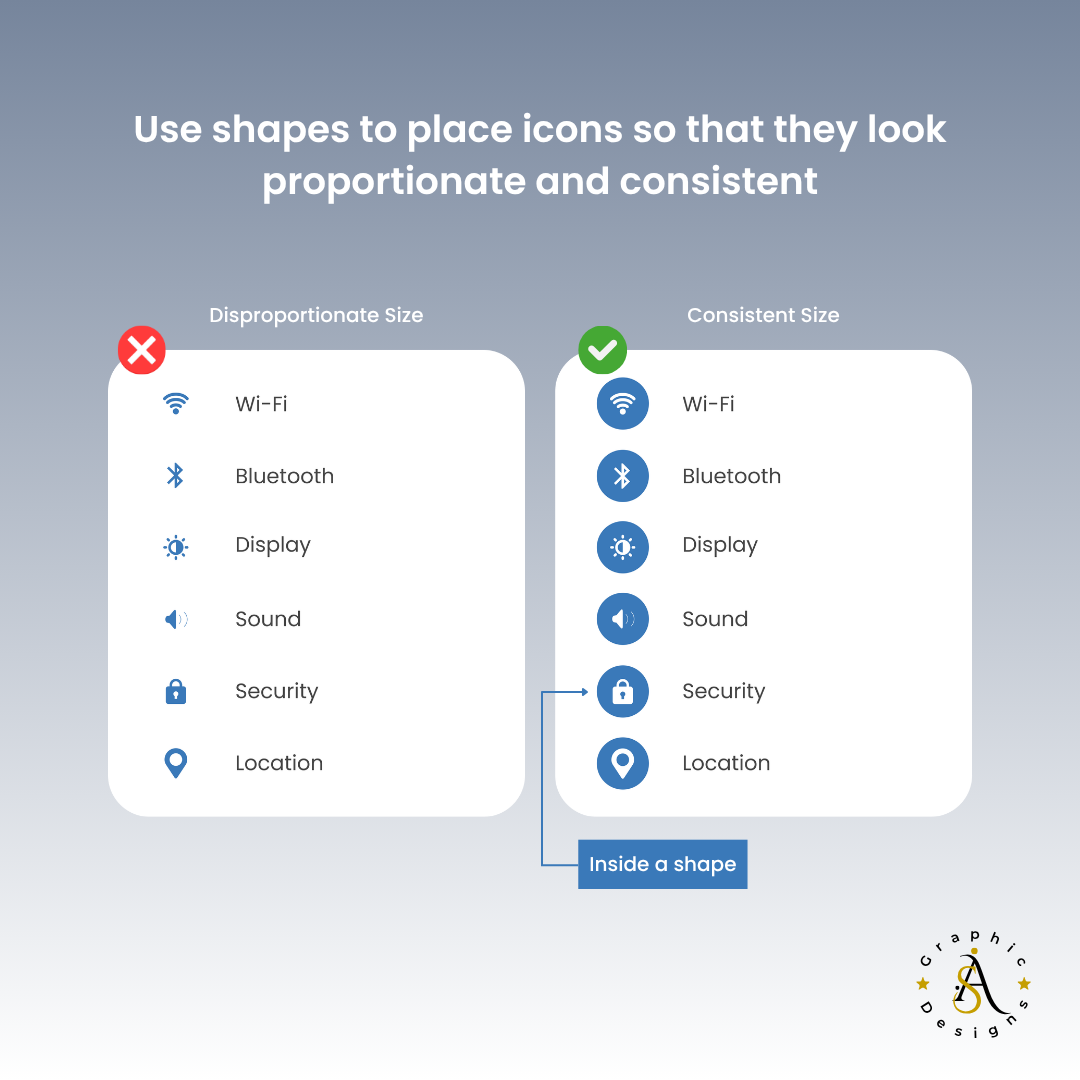 Use shapes to place icons so that they look
proportionate and consistent
Disproportionate Size
Wi-Fi
Bluetooth
Display
Sound
Security
Location
Consistent Size
Wi-Fi
Bluetooth
Display
Sound
Security
Location
Inside a shape
Graphic
SA
Designs